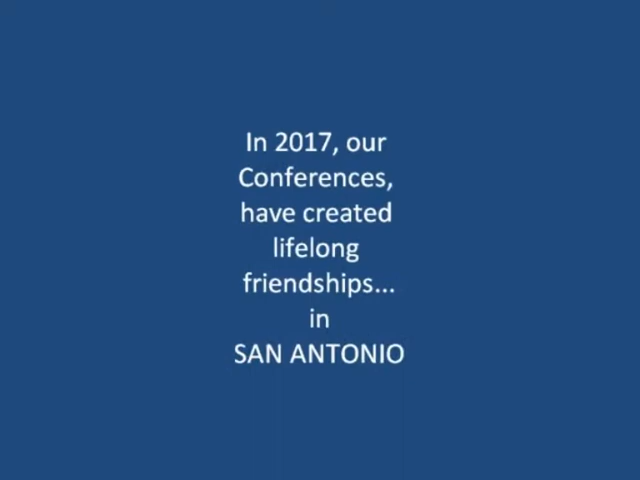 In 2017, our
Conferences,
have created
lifelong
friendships...
in
SAN ANTONIO